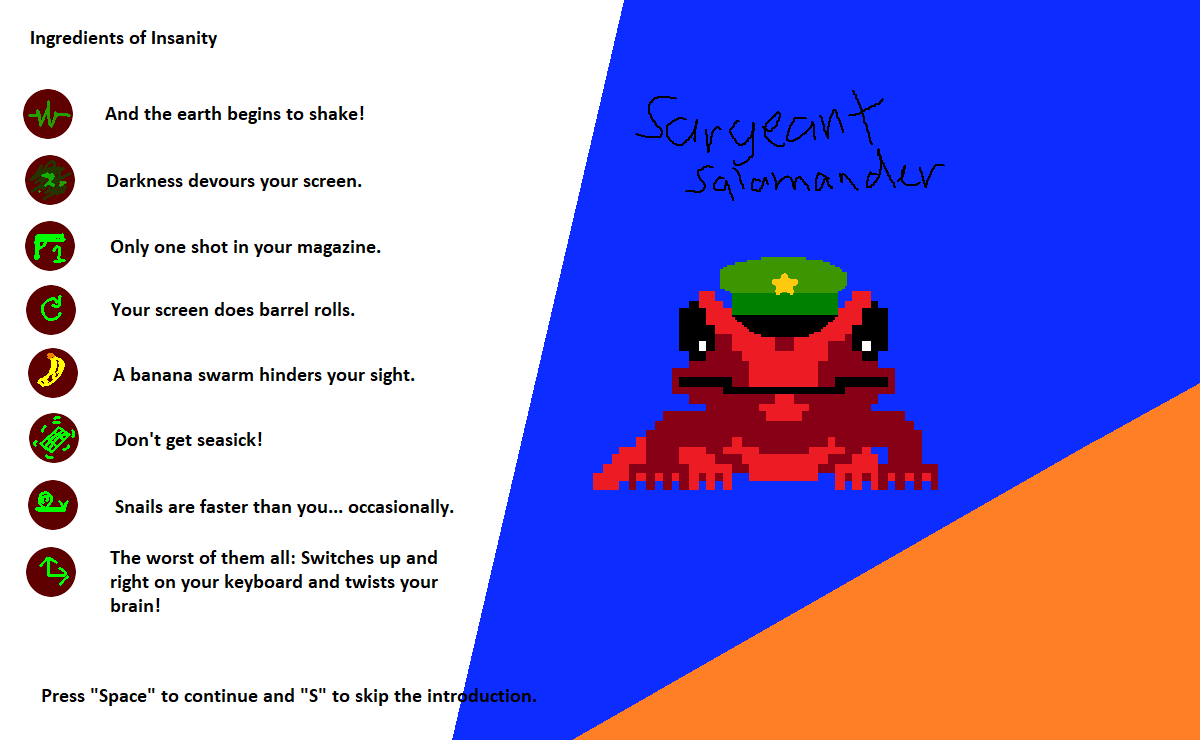 Ingredients of Insanity
And the earth begins to shake!
Darkness devours your screen.
Only one shot in your magazine.
1
Your screen does barrel rolls.
A banana swarm hinders your sight.
Don't get seasick!
Snails are faster than you... occasionally.
The worst of them all: Switches up and
right on your keyboard and twists your
brain!
Press "Space" to continue and "S" to skip the introduction.
Sargeant
Salamander